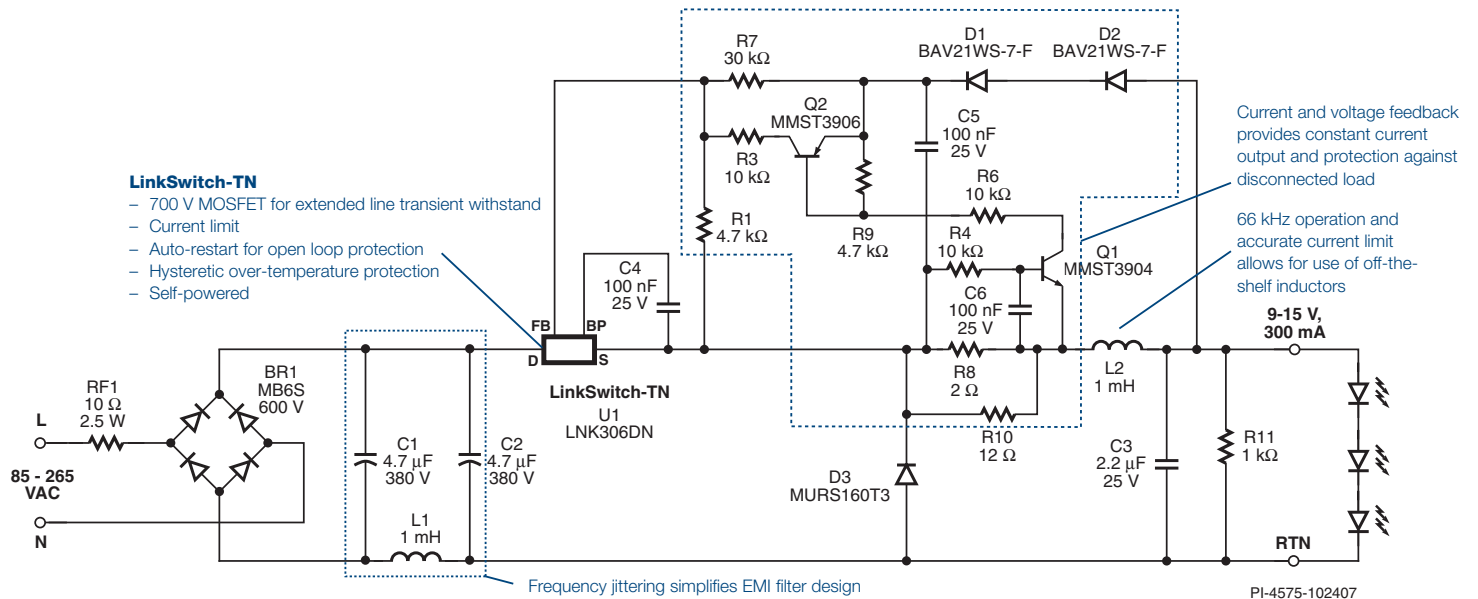 R7
30 kΩ
D1
BAV21WS-7-F
D2
BAV21WS-7-F
Q2
MMST3906
C5
100 nF
25 V
R3
10 kΩ
R6
10 kΩ
R1
4.7 kΩ
R9
4.7 kΩ
R4
10 kΩ
Q1
MMST3904
C6
100 nF
25 V
Current and voltage feedback
provides constant current
output and protection against
disconnected load
66 kHz operation and
accurate current limit
allows for use of off-the-
shelf inductors
LinkSwitch-TN
– 700 V MOSFET for extended line transient withstand
– Current limit
– Auto-restart for open loop protection
– Hysteretic over-temperature protection
– Self-powered
C4
100 nF
25 V
FB
BP
D
S
LinkSwitch-TN
U1
LNK306DN
R8
2 Ω
R10
12 Ω
L2
1 mH
9-15 V,
300 mA
BR1
MB6S
600 V
RF1
10 Ω
2.5 W
L
85 - 265
VAC
N
C1
4.7 μF
380 V
C2
4.7 μF
380 V
L1
1 mH
D3
MURS160T3
C3
2.2 μF
25 V
R11
1 kΩ
RTN
Frequency jittering simplifies EMI filter design
PI-4575-102407